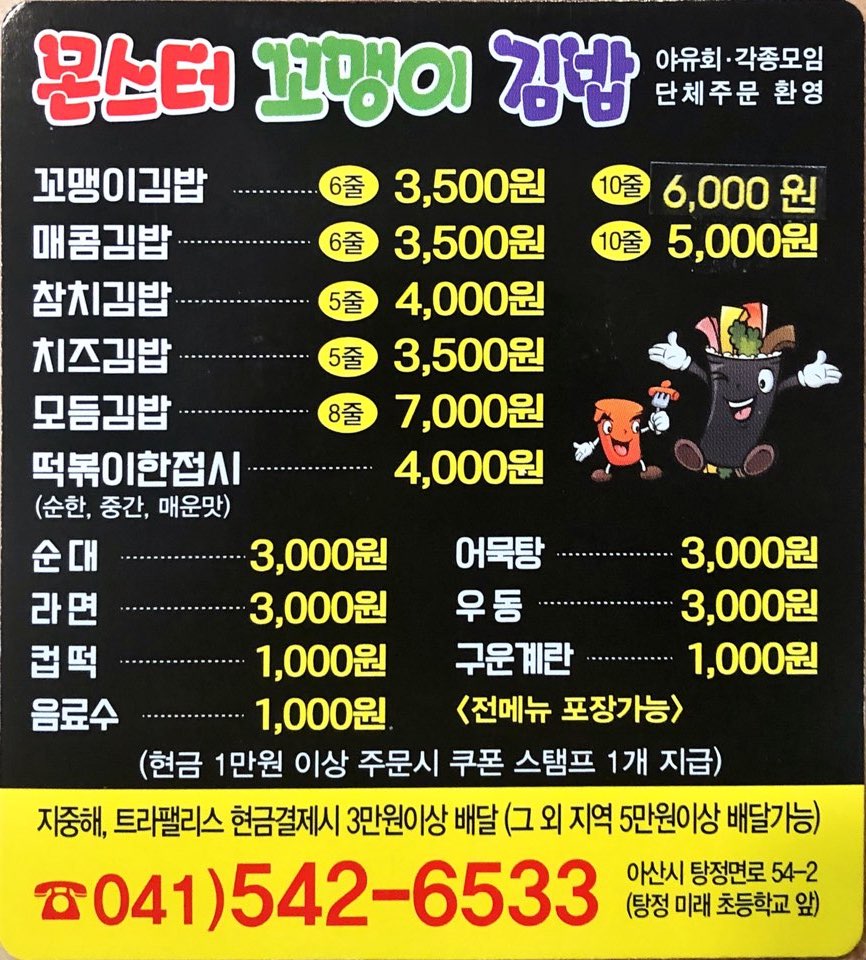 몬스터 꼬맹이 김밥 야유회·각종모임
단체주문 환영
꼬맹이김밥 6줄 3,500원 10줄 6,000원
매콤김밥 6줄 3,500원 10줄 5,000원
참치김밥 5줄 4,000원
치즈김밥 5줄 3,500원
모듬김밥 8줄 7,000원
떡볶이한접시 4,000원
(순한, 중간, 매운맛)
순대 3,000원 어묵탕 3,000원
라면 3,000원 우동 3,000원
컵떡 1,000원 구운계란 1,000원
음료수 1,000원 <전메뉴 포장가능>
(현금 1만원 이상 주문시 쿠폰 스탬프 1개 지급)
지중해, 트라팰리스 현금결제시 3만원이상 배달 (그 외 지역 5만원이상 배달가능)
☎041)542-6533 아산시 탕정면로 54-2
(탕정 미래 초등학교 앞)